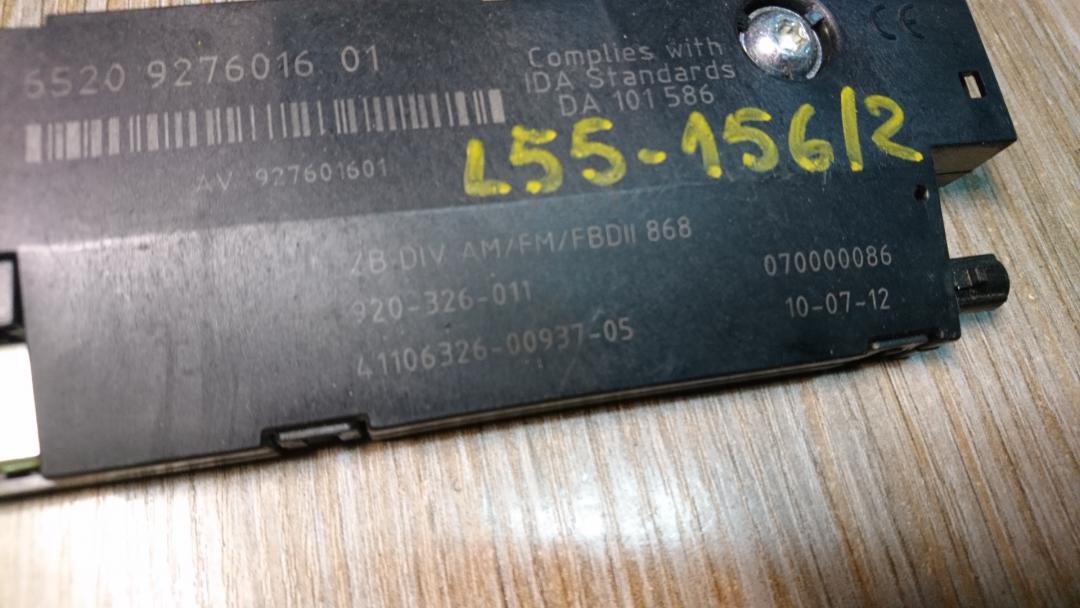 6520 9276016 01
Complies with
IDA Standards
DA 101 586
CE
AV 927601601
L55-156/2
ZB DIV AM/FM/FBDII 868
920-326-011
41106326-00937-05
070000086
10-07-12